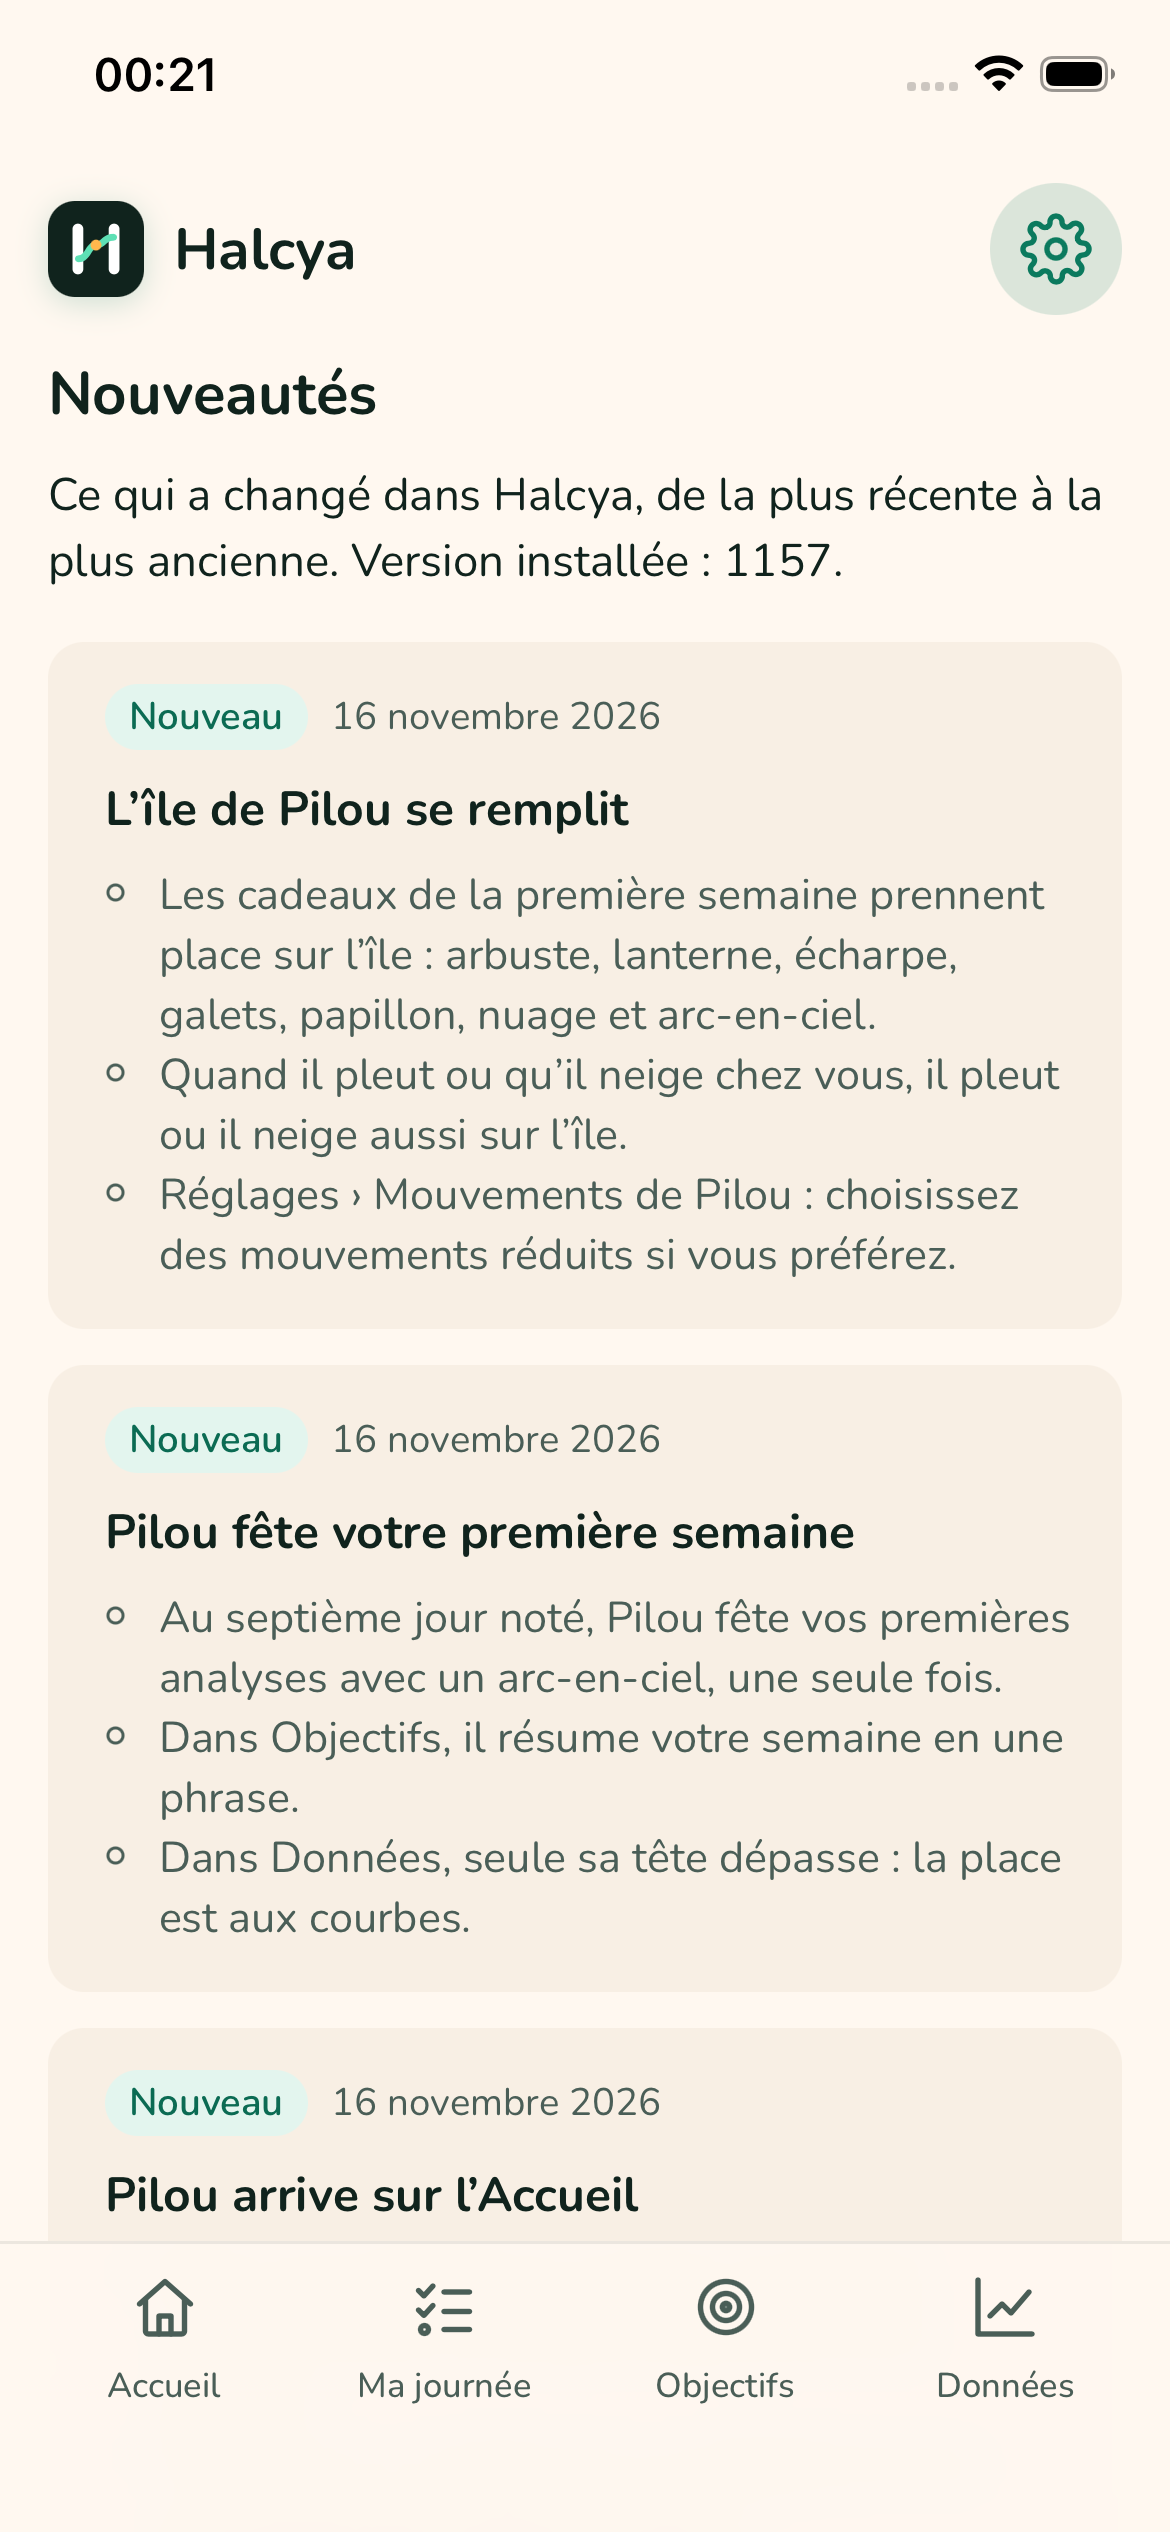 00:21
Halcya
Nouveautés
Ce qui a changé dans Halcya, de la plus récente à la
plus ancienne. Version installée : 1157.
Nouveau 16 novembre 2026
L’île de Pilou se remplit
Les cadeaux de la première semaine prennent
place sur l’île : arbuste, lanterne, écharpe,
galets, papillon, nuage et arc-en-ciel.
Quand il pleut ou qu’il neige chez vous, il pleut
ou il neige aussi sur l’île.
Réglages › Mouvements de Pilou : choisissez
des mouvements réduits si vous préférez.
Nouveau 16 novembre 2026
Pilou fête votre première semaine
Au septième jour noté, Pilou fête vos premières
analyses avec un arc-en-ciel, une seule fois.
Dans Objectifs, il résume votre semaine en une
phrase.
Dans Données, seule sa tête dépasse : la place
est aux courbes.
Nouveau 16 novembre 2026
Pilou arrive sur l’Accueil
Accueil Ma journée Objectifs Données